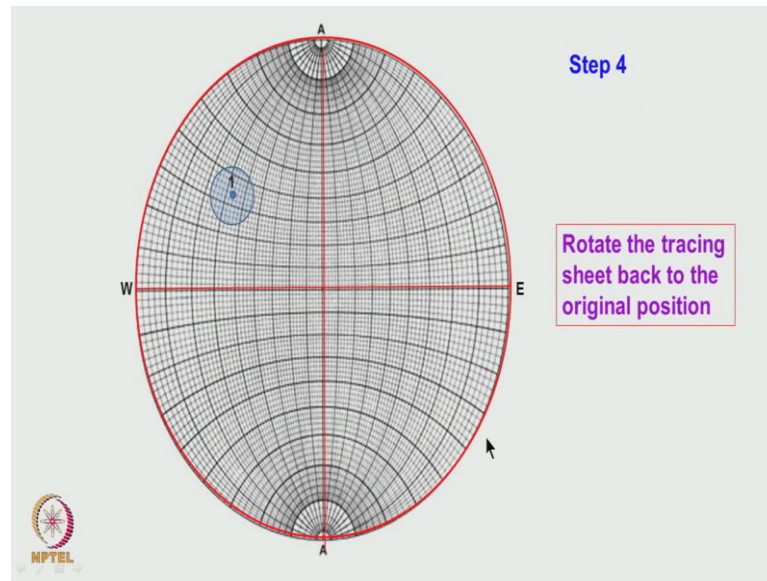 A
Step 4
1
Rotate the tracing
sheet back to the
original position
W
E
A
NPTEL